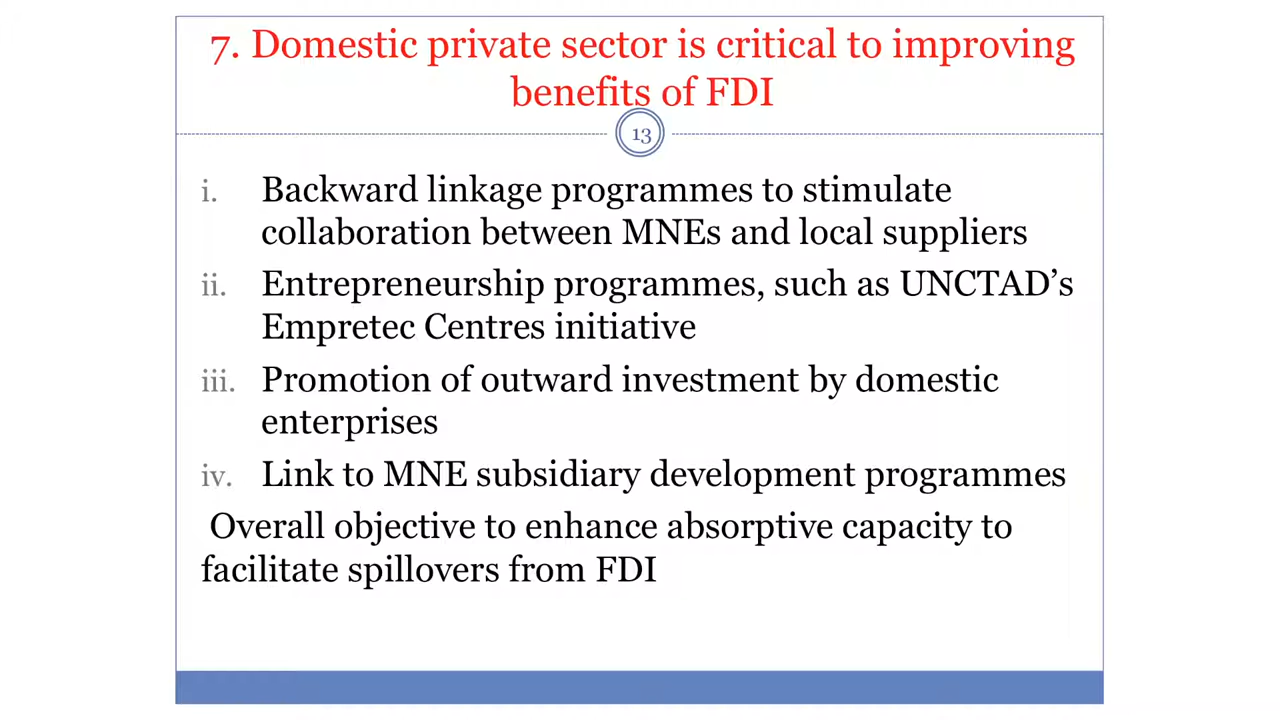 7. Domestic private sector is critical to improving
benefits of FDI
13
i. Backward linkage programmes to stimulate
collaboration between MNEs and local suppliers
ii. Entrepreneurship programmes, such as UNCTAD’s
Empretec Centres initiative
iii. Promotion of outward investment by domestic
enterprises
iv. Link to MNE subsidiary development programmes
Overall objective to enhance absorptive capacity to
facilitate spillovers from FDI